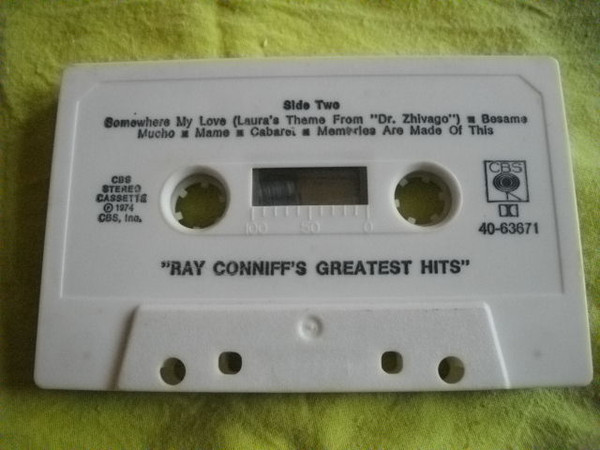 Side Two
Somewhere My Love (Laura's Theme From "Dr. Zhivago") ■ Besame
Mucho ■ Mame ■ Cabaret ■ Memories Are Made Of This
CBS
STEREO
CASSETTE
℗ 1974
CBS, Inc.
CBS
40-63671
100 50 0
"RAY CONNIFF'S GREATEST HITS"